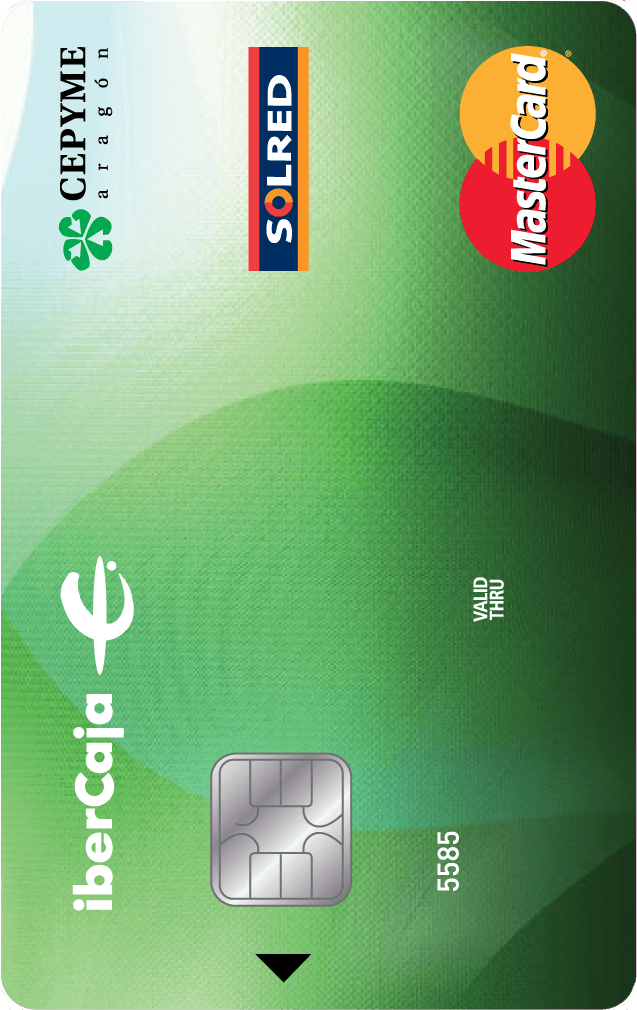 iberCaja
CEPYME
aragón
SOLRED
5585
VALID
THRU
MasterCard®
®